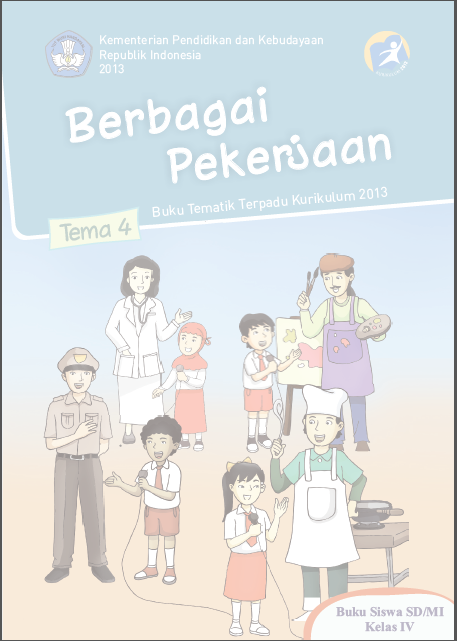 Kementerian Pendidikan dan Kebudayaan
Republik Indonesia
2013
Berbagai
Pekerjaan
Buku Tematik Terpadu Kurikulum 2013
Tema 4
Buku Siswa SD/MI
Kelas IV